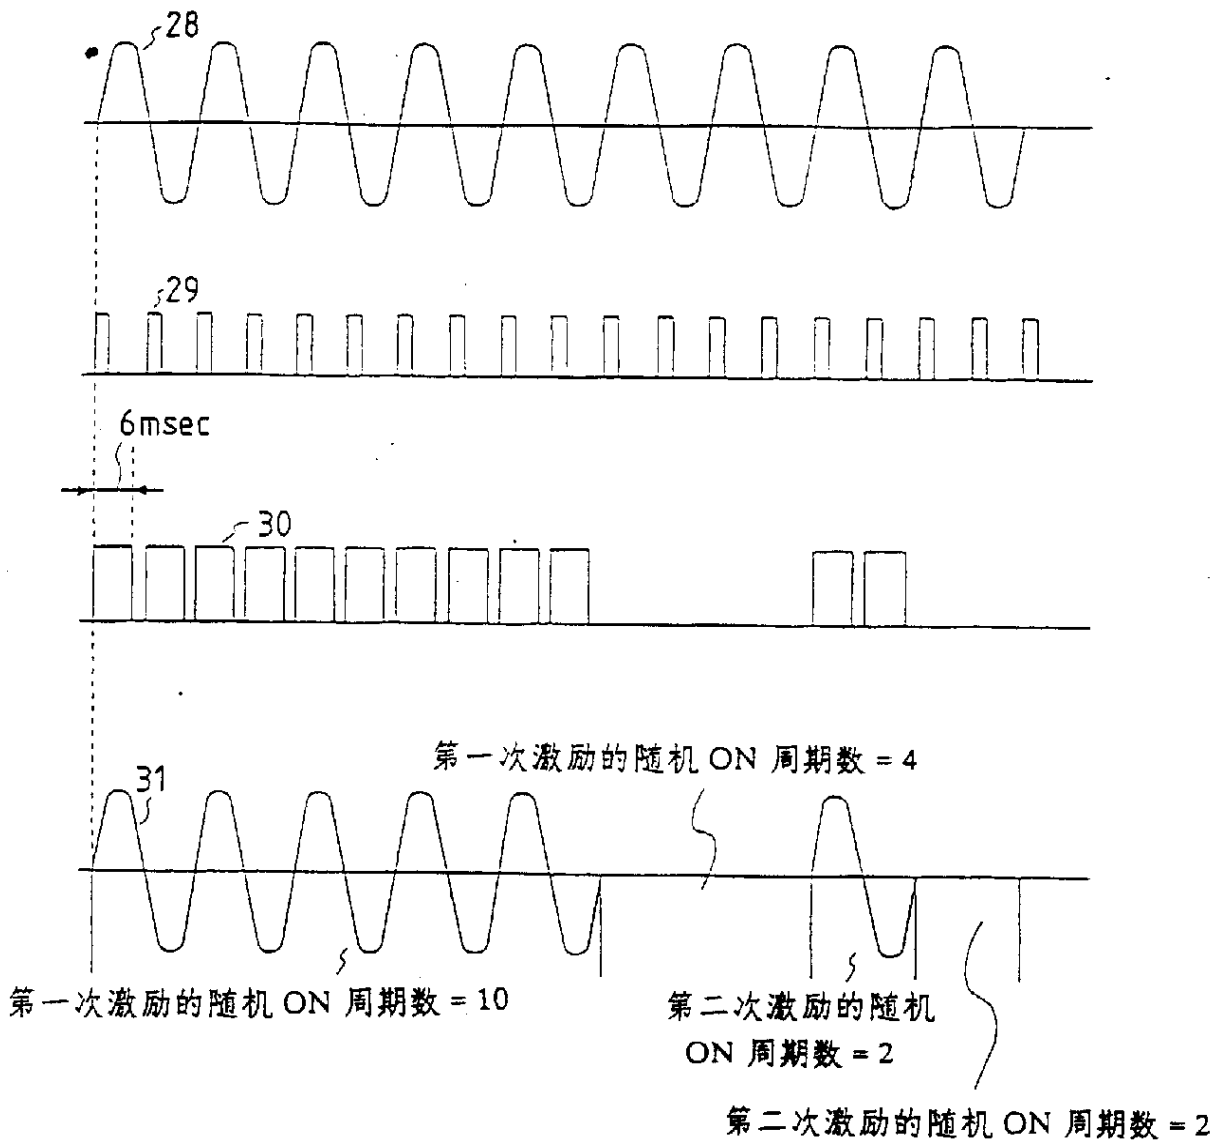 28
29
6msec
30
第一次激励的随机 ON 周期数 = 4
31
第一次激励的随机 ON 周期数 = 10
第二次激励的随机
ON 周期数 = 2
第二次激励的随机 ON 周期数 = 2